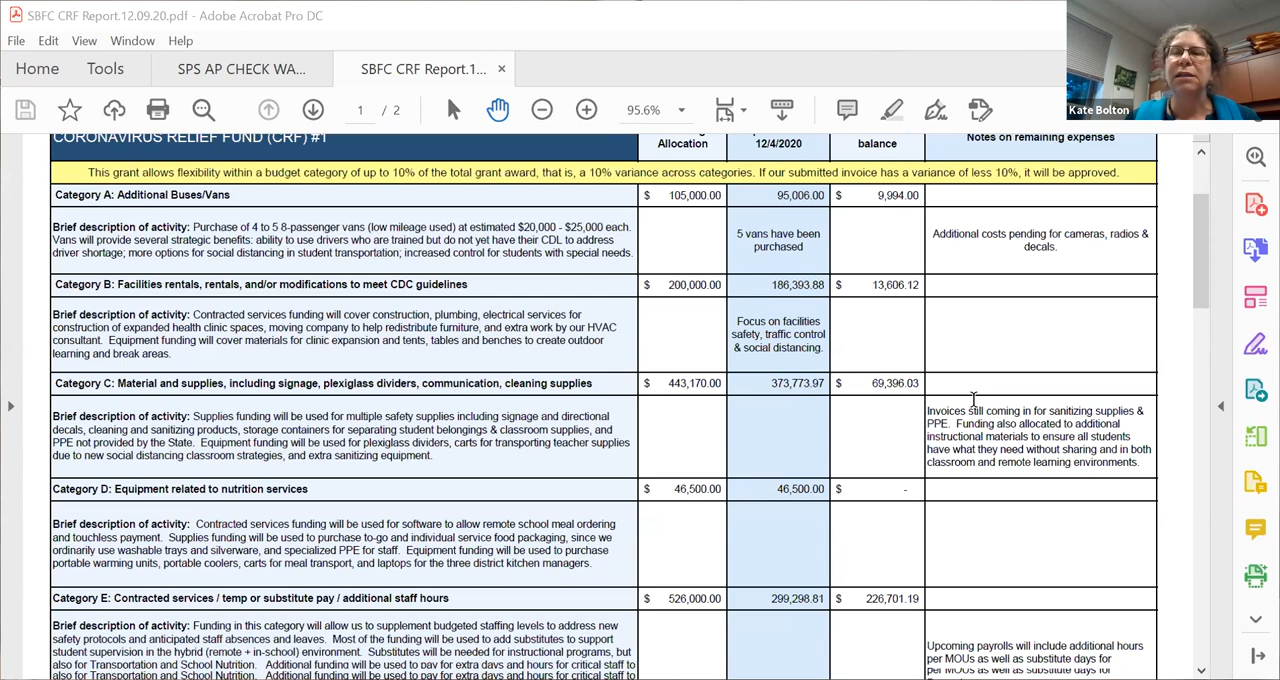 SBFC CRF Report.12.09.20.pdf - Adobe Acrobat Pro DC
File Edit View Window Help
Home Tools SPS AP CHECK WA... SBFC CRF Report.1... ×
1 / 2 95.6%
Kate Bolton
CORONAVIRUS RELIEF FUND (CRF) #1 Allocation 12/4/2020 balance Notes on remaining expenses
This grant allows flexibility within a budget category of up to 10% of the total grant award, that is, a 10% variance across categories. If our submitted invoice has a variance of less 10%, it will be approved.
Category A: Additional Buses/Vans $ 105,000.00 95,006.00 $ 9,994.00
Brief description of activity: Purchase of 4 to 5 8-passenger vans (low mileage used) at estimated $20,000 - $25,000 each.
Vans will provide several strategic benefits: ability to use drivers who are trained but do not yet have their CDL to address
driver shortage; more options for social distancing in student transportation; increased control for students with special needs.
5 vans have been
purchased
Additional costs pending for cameras, radios &
decals.
Category B: Facilities rentals, rentals, and/or modifications to meet CDC guidelines $ 200,000.00 186,393.88 $ 13,606.12
Brief description of activity: Contracted services funding will cover construction, plumbing, electrical services for
construction of expanded health clinic spaces, moving company to help redistribute furniture, and extra work by our HVAC
consultant. Equipment funding will cover materials for clinic expansion and tents, tables and benches to create outdoor
learning and break areas.
Focus on facilities
safety, traffic control
& social distancing.
Category C: Material and supplies, including signage, plexiglass dividers, communication, cleaning supplies $ 443,170.00 373,773.97 $ 69,396.03
Brief description of activity: Supplies funding will be used for multiple safety supplies including signage and directional
decals, cleaning and sanitizing products, storage containers for separating student belongings & classroom supplies, and
PPE not provided by the State. Equipment funding will be used for plexiglass dividers, carts for transporting teacher supplies
due to new social distancing classroom strategies, and extra sanitizing equipment.
Invoices still coming in for sanitizing supplies &
PPE. Funding also allocated to additional
instructional materials to ensure all students
have what they need without sharing and in both
classroom and remote learning environments.
Category D: Equipment related to nutrition services $ 46,500.00 46,500.00 $ -
Brief description of activity: Contracted services funding will be used for software to allow remote school meal ordering
and touchless payment. Supplies funding will be used to purchase to-go and individual service food packaging, since we
ordinarily use washable trays and silverware, and specialized PPE for staff. Equipment funding will be used to purchase
portable warming units, portable coolers, carts for meal transport, and laptops for the three district kitchen managers.
Category E: Contracted services / temp or substitute pay / additional staff hours $ 526,000.00 299,298.81 $ 226,701.19
Brief description of activity: Funding in this category will allow us to supplement budgeted staffing levels to address new
safety protocols and anticipated staff absences and leaves. Most of the funding will be used to add substitutes to support
student supervision in the hybrid (remote + in-school) environment. Substitutes will be needed for instructional programs, but
also for Transportation and School Nutrition. Additional funding will be used to pay for extra days and hours for critical staff to
Upcoming payrolls will include additional hours
per MOUs as well as substitute days for